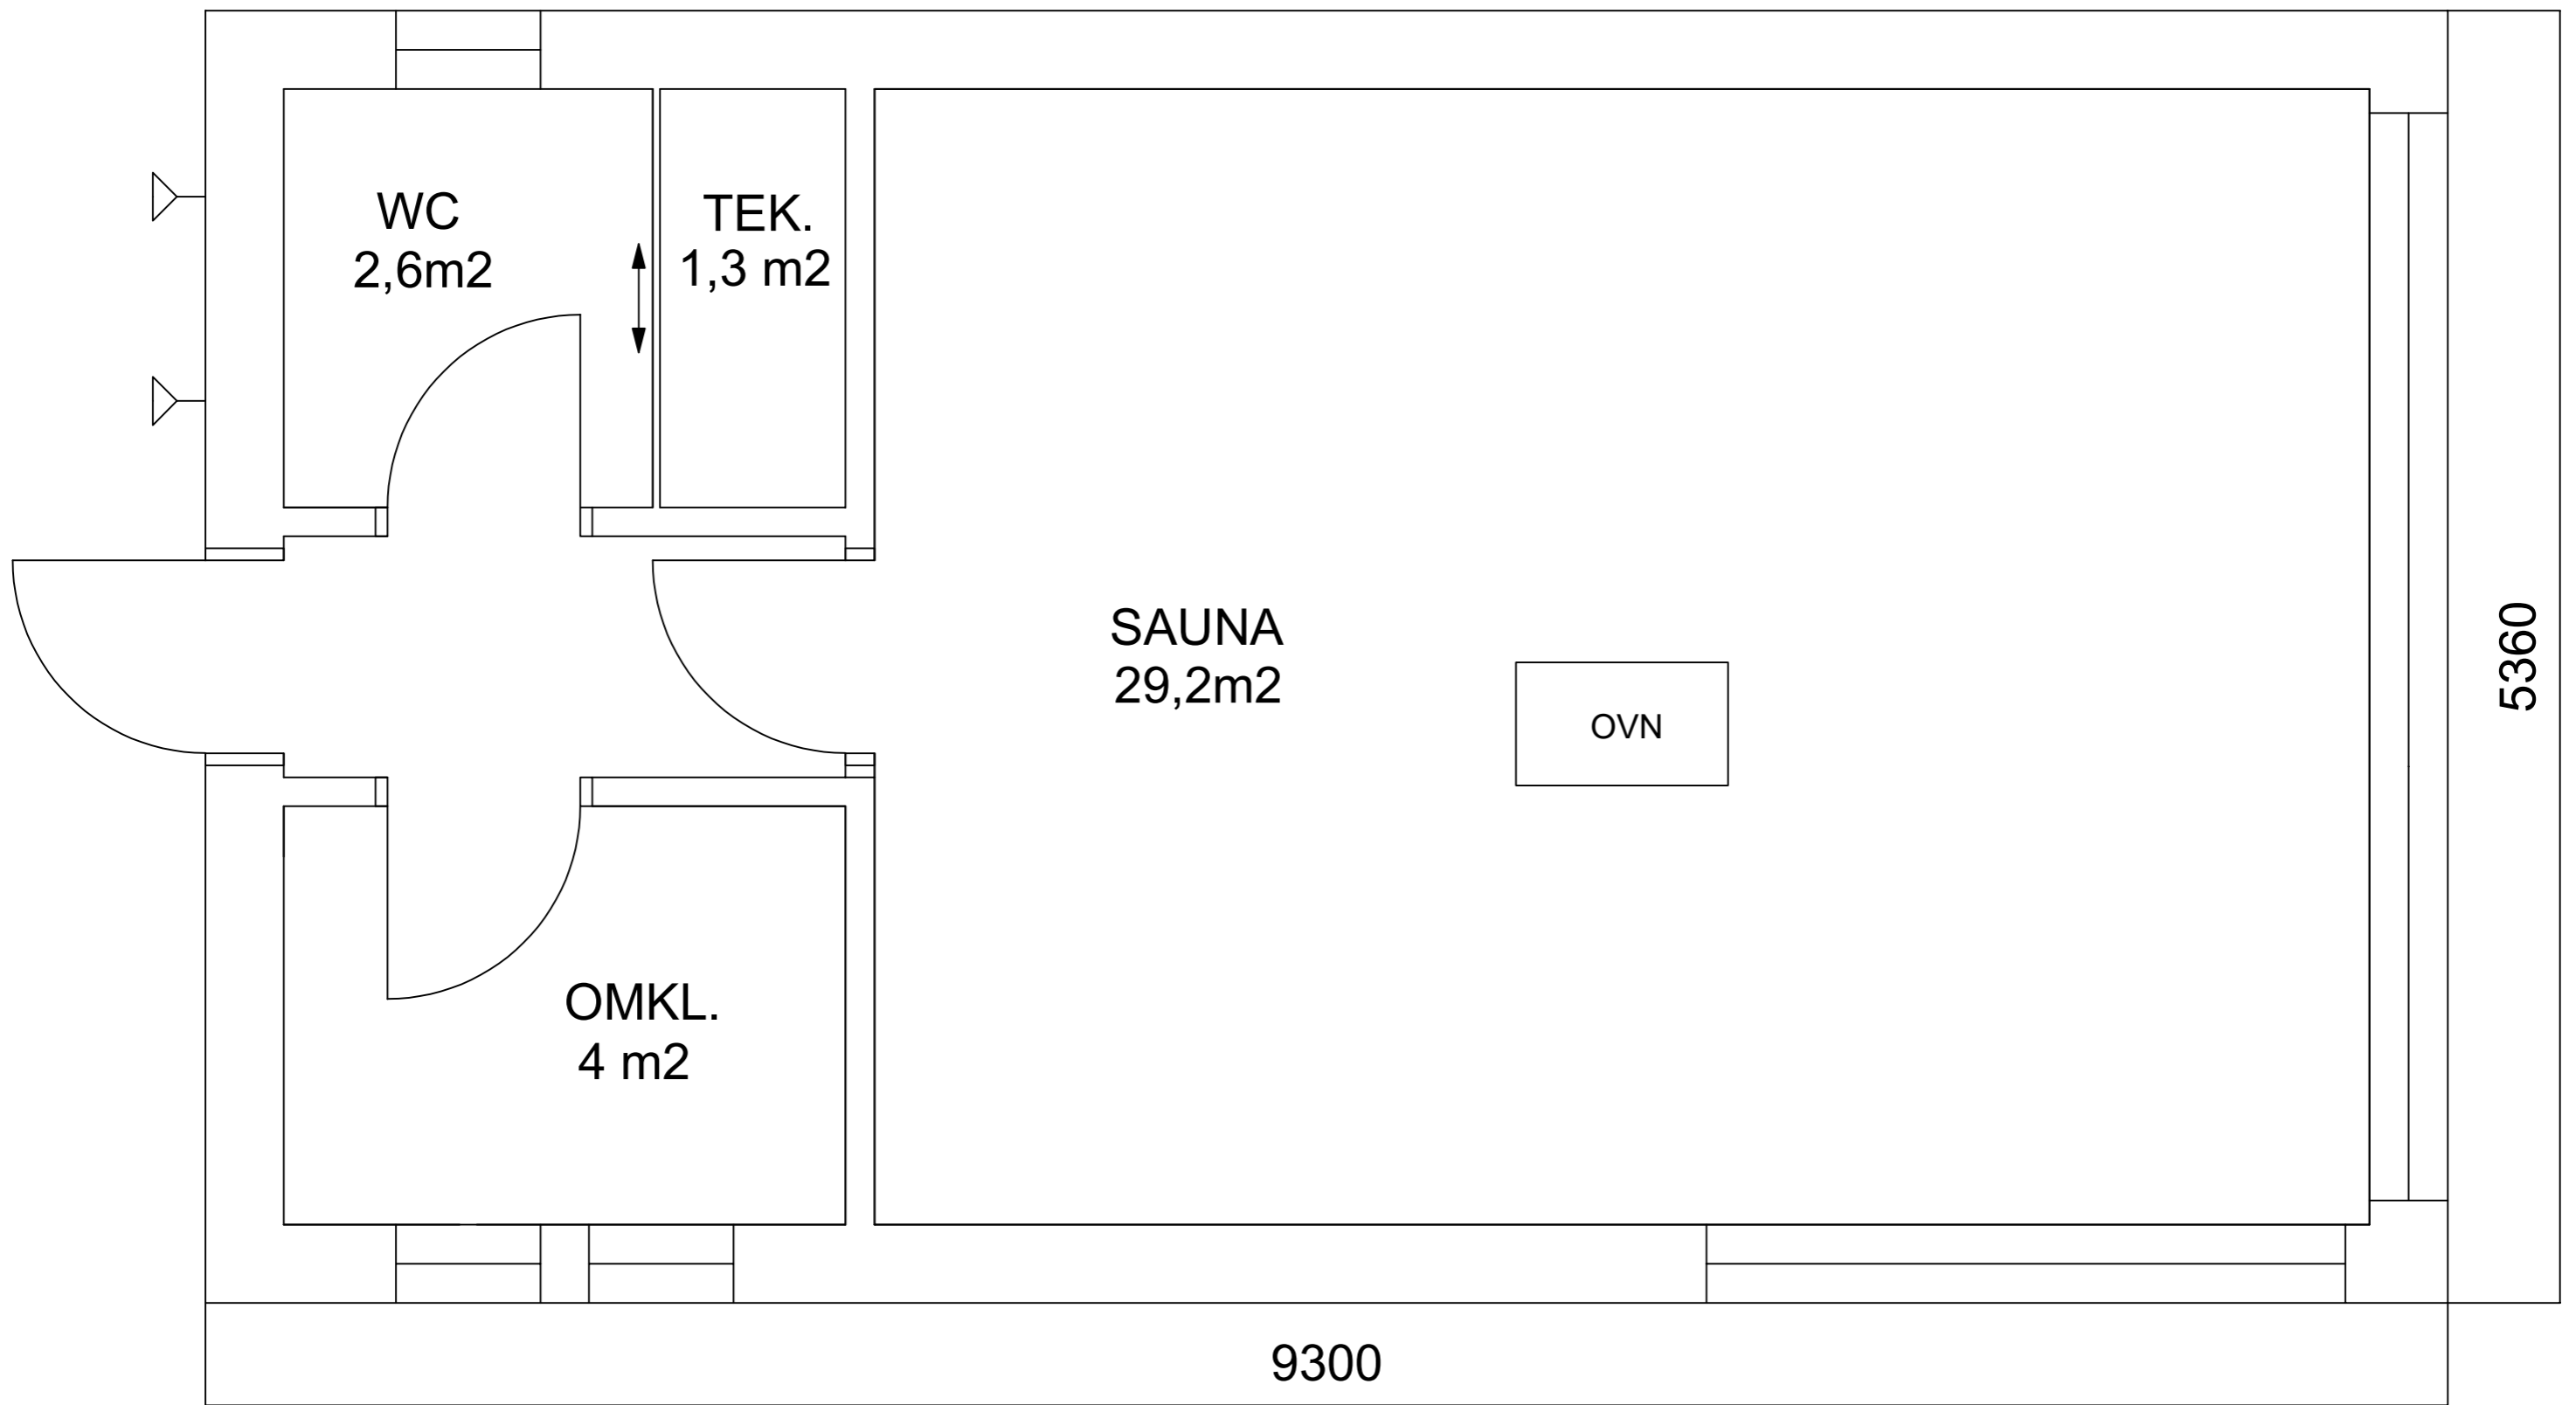 WC
2,6m2
TEK.
1,3 m2
SAUNA
29,2m2
OVN
5360
OMKL.
4 m2
9300